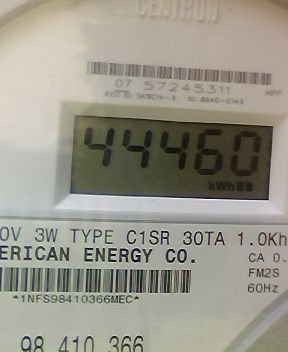 CENTRON®
07 57245311
44460
kWh
0V 3W TYPE C1SR 30TA 1.0Kh
ERICAN ENERGY CO.
CA 0.
FM2S
*1NFS98410366MEC*
60Hz
98 410 366